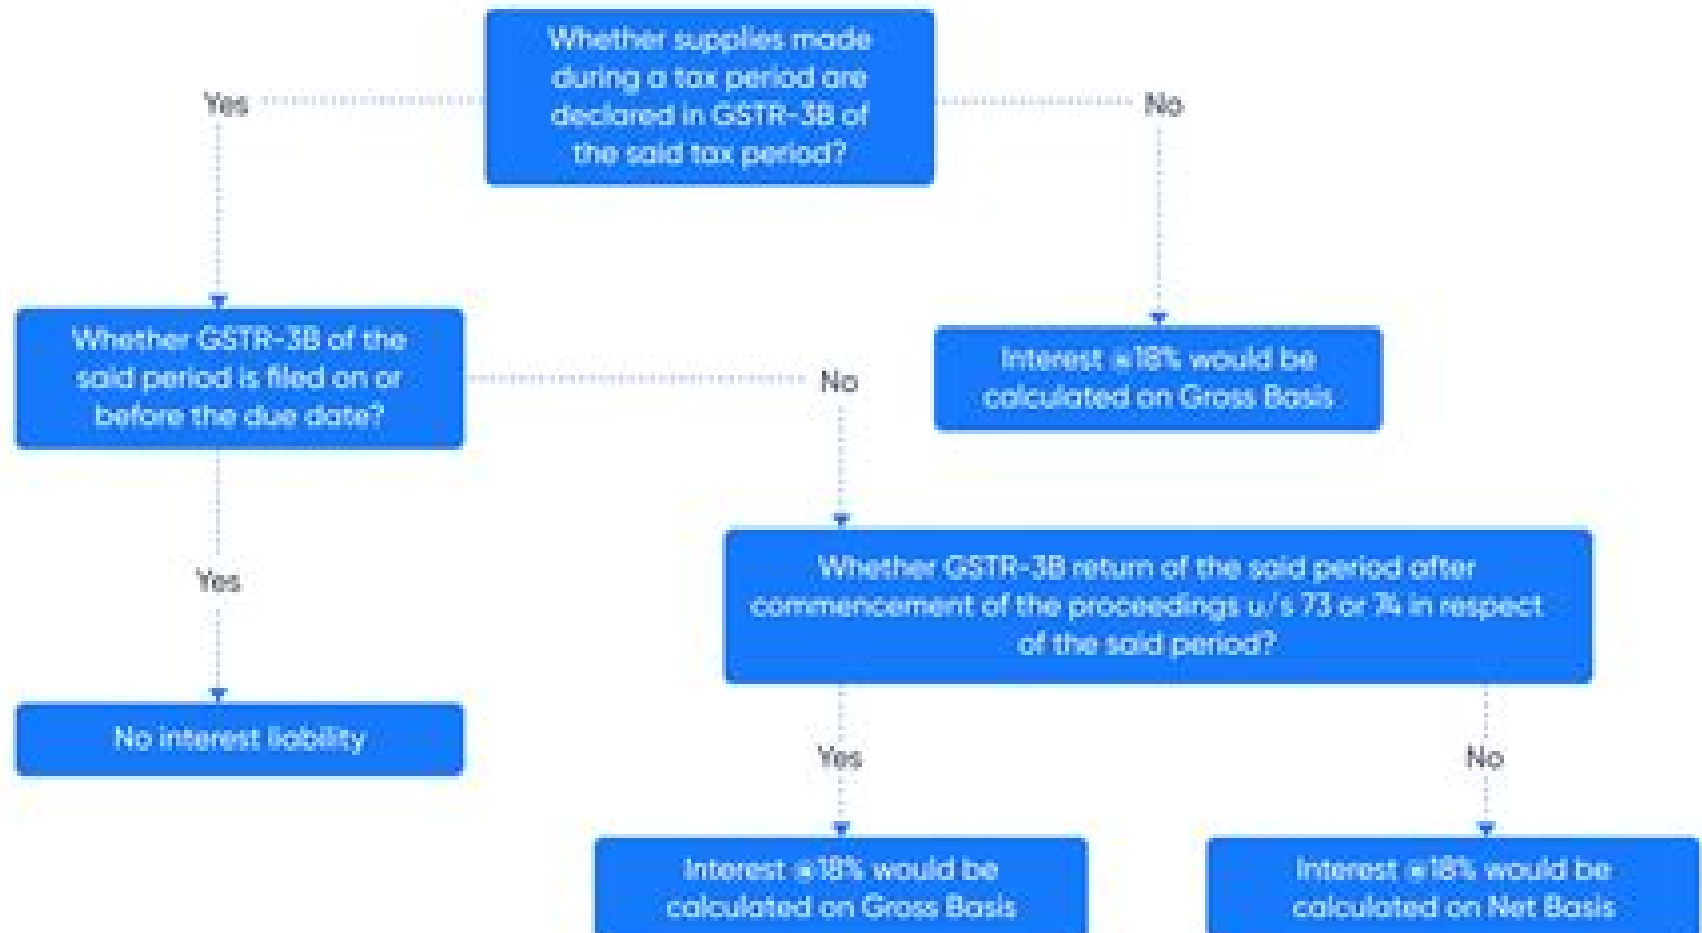 Whether supplies made
during a tax period are
declared in GSTR-3B of
the said tax period?
Yes
No
Whether GSTR-3B of the
said period is filed on or
before the due date?
No
Interest @18% would be
calculated on Gross Basis
Whether GSTR-3B return of the said period after
commencement of the proceedings u/s 73 or 74 in respect
of the said period?
Yes
No interest liability
Yes
No
Interest @18% would be
calculated on Gross Basis
Interest @18% would be
calculated on Net Basis